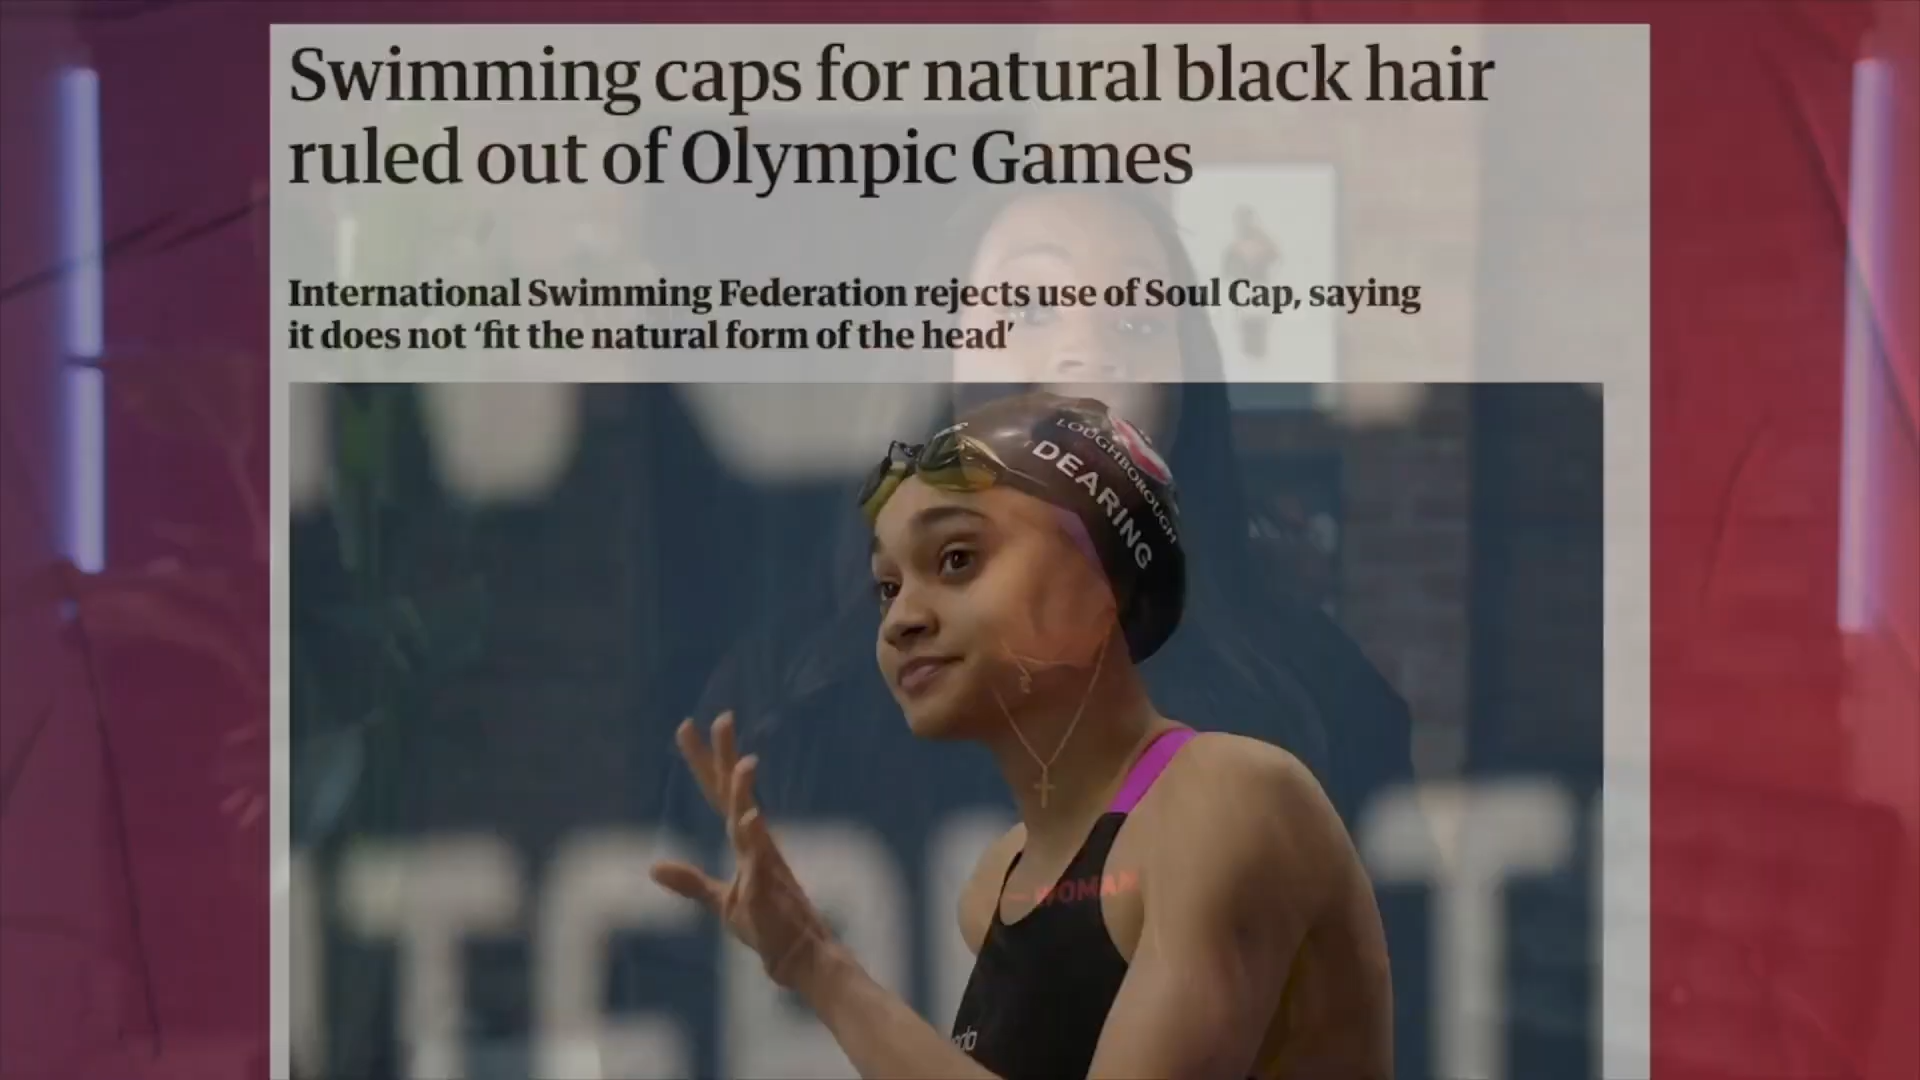 Swimming caps for natural black hair
ruled out of Olympic Games
International Swimming Federation rejects use of Soul Cap, saying
it does not ‘fit the natural form of the head’
LOUGHBOROUGH
DEARING
WOMAN